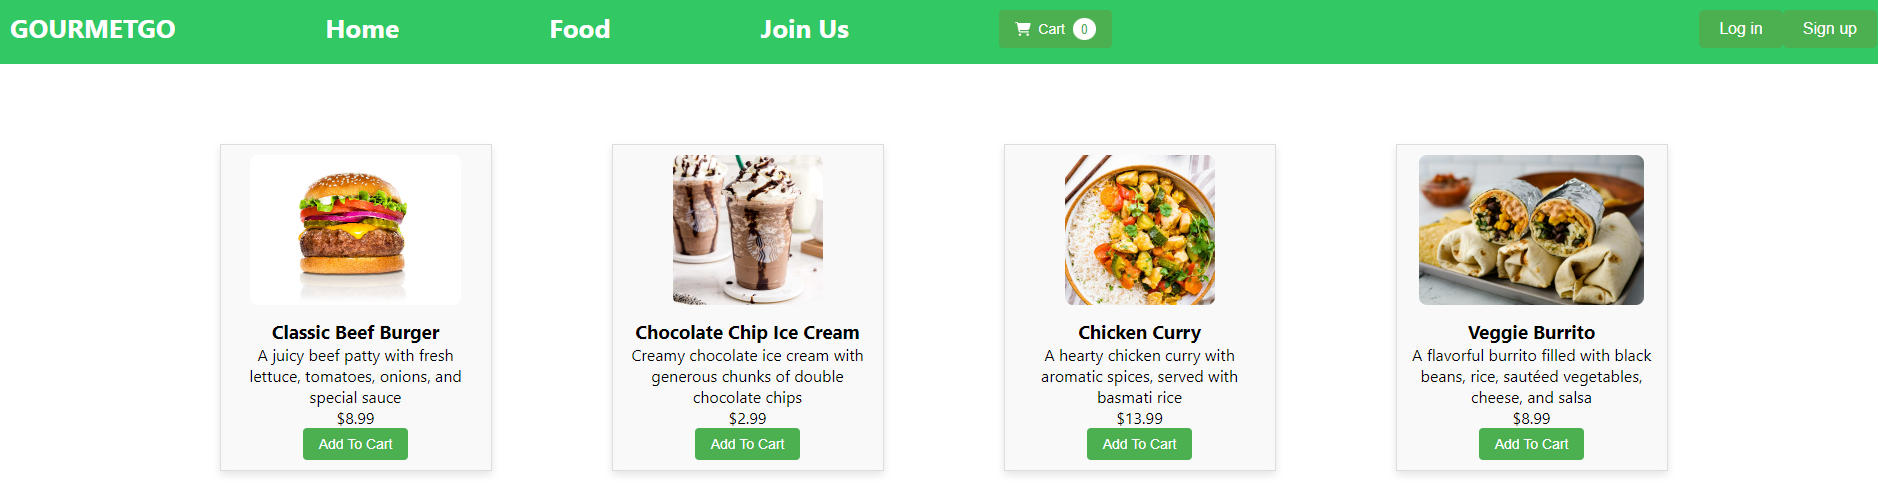 GOURMETGO Home Food Join Us Cart 0 Log in Sign up
Classic Beef Burger
A juicy beef patty with fresh
lettuce, tomatoes, onions, and
special sauce
$8.99
Add To Cart
Chocolate Chip Ice Cream
Creamy chocolate ice cream with
generous chunks of double
chocolate chips
$2.99
Add To Cart
Chicken Curry
A hearty chicken curry with
aromatic spices, served with
basmati rice
$13.99
Add To Cart
Veggie Burrito
A flavorful burrito filled with black
beans, rice, sautéed vegetables,
cheese, and salsa
$8.99
Add To Cart